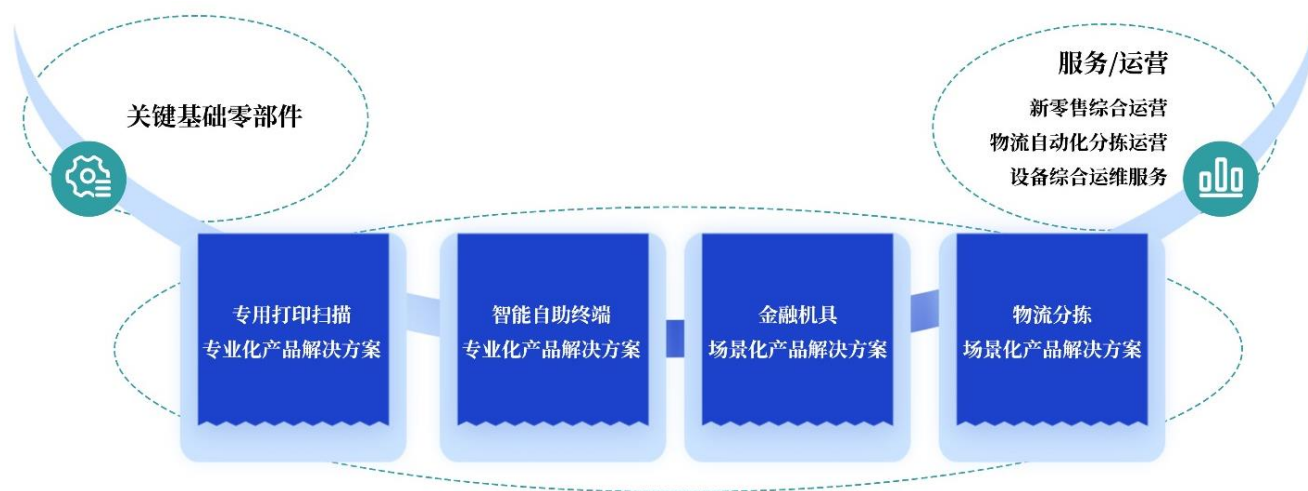 关键基础零部件
服务/运营
新零售综合运营
物流自动化分拣运营
设备综合运维服务
专用打印扫描
专业化产品解决方案
智能自助终端
专业化产品解决方案
金融机具
场景化产品解决方案
物流分拣
场景化产品解决方案